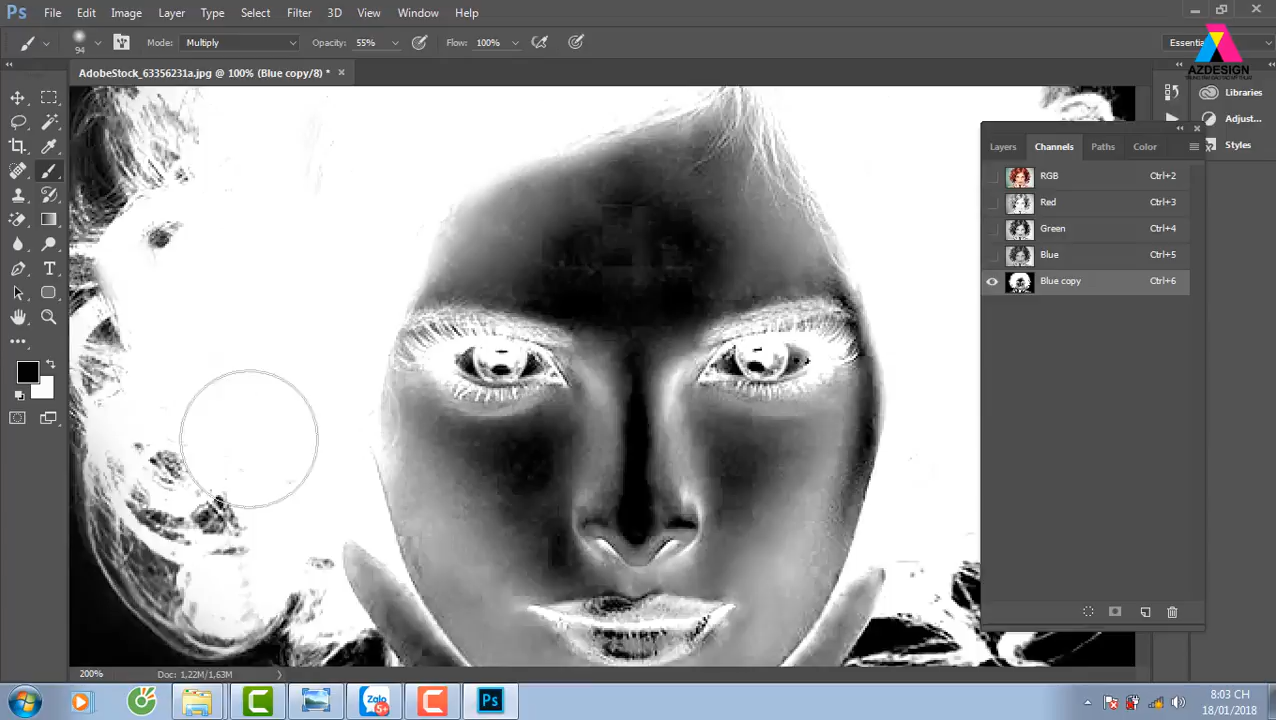 Ps File Edit Image Layer Type Select Filter 3D View Window Help
94 Mode: Multiply Opacity: 55% Flow: 100% Essentia
AZDESIGN
AdobeStock_63356231a.jpg @ 100% (Blue copy/8) * ×
Libraries
Adjust...
Styles
Layers Channels Paths Color
RGB Ctrl+2
Red Ctrl+3
Green Ctrl+4
Blue Ctrl+5
Blue copy Ctrl+6
200% Doc: 1,22M/1,63M
Zalo
5+
Ps
8:03 CH
18/01/2018